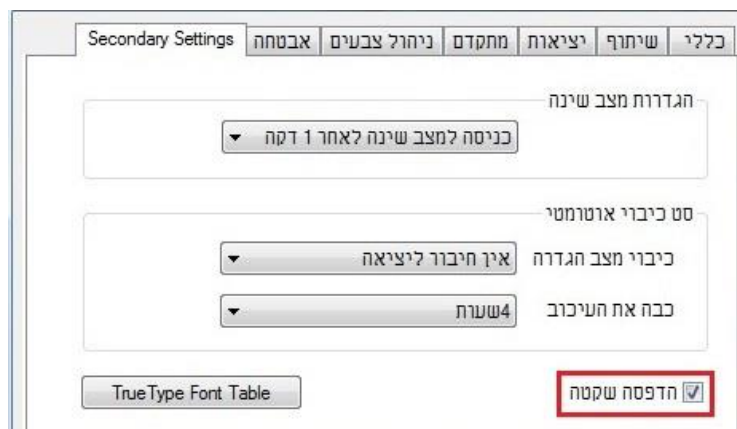 כללי שיתוף יציאות מתקדם ניהול צבעים אבטחה Secondary Settings
הגדרות מצב שינה
כניסה למצב שינה לאחר 1 דקה
סט כיבוי אוטומטי
כיבוי מצב הגדרה אין חיבור ליציאה
כבה את העיכוב 4שעות
הדפסה שקטה TrueType Font Table